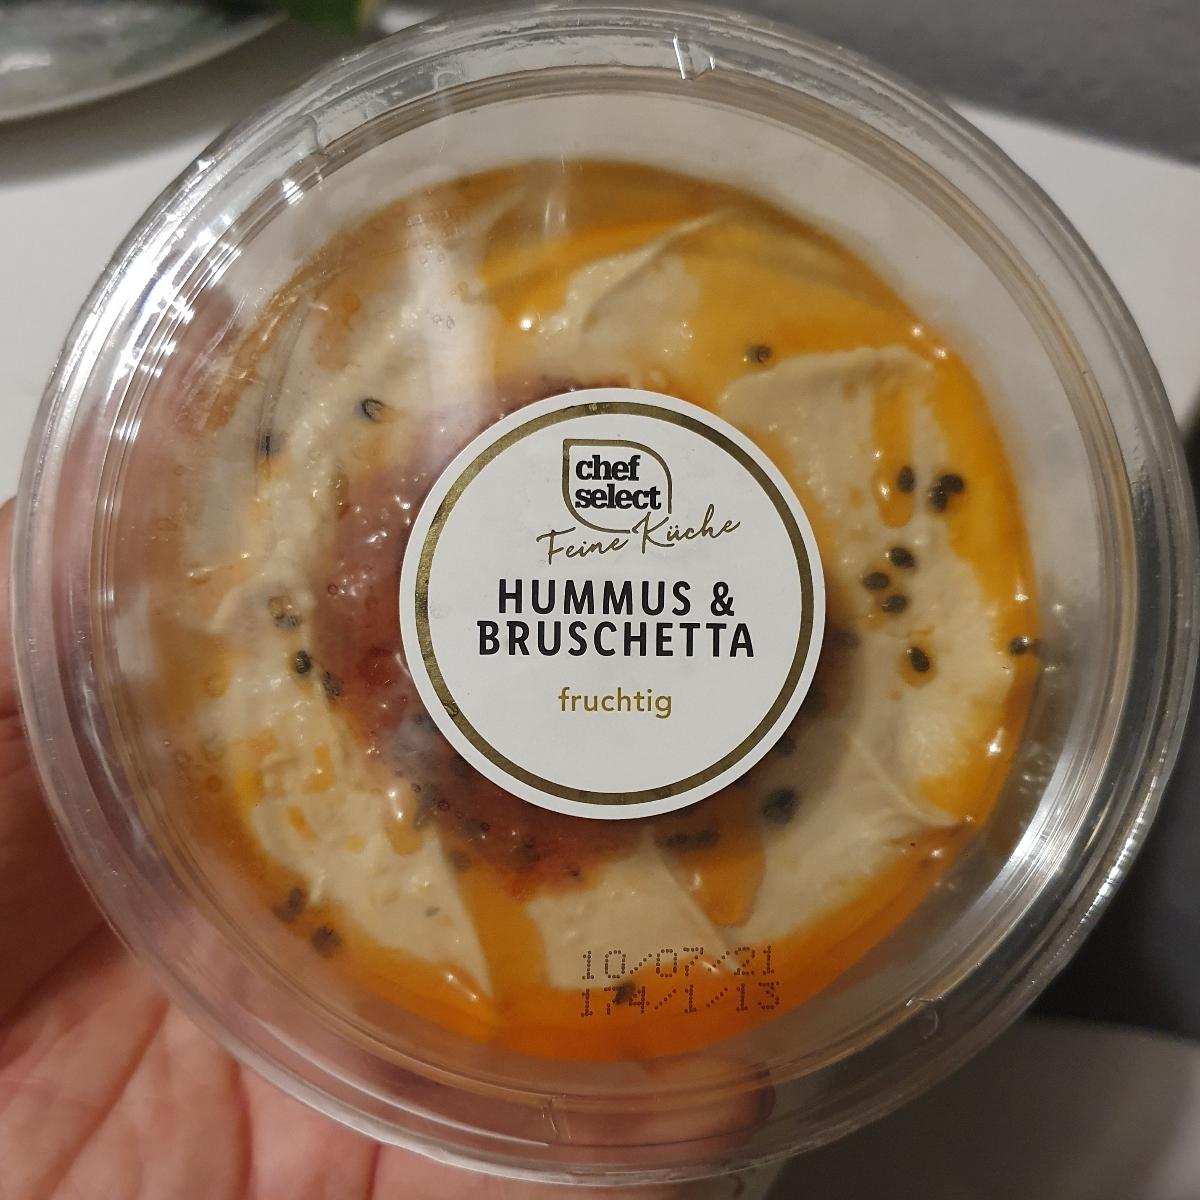 chef
select
Feine Küche
HUMMUS &
BRUSCHETTA
fruchtig
10/07/21
174/1/13